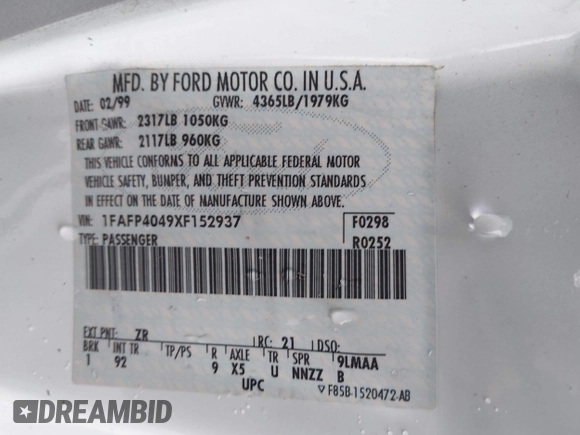 MFD. BY FORD MOTOR CO. IN U.S.A.
DATE: 02/99 GVWR: 4365LB/1979KG
FRONT GAWR: 2317LB 1050KG
REAR GAWR: 2117LB 960KG
THIS VEHICLE CONFORMS TO ALL APPLICABLE FEDERAL MOTOR
VEHICLE SAFETY, BUMPER, AND THEFT PREVENTION STANDARDS
IN EFFECT ON THE DATE OF MANUFACTURE SHOWN ABOVE.
VIN: 1FAFP4049XF152937 F0298
TYPE: PASSENGER R0252
EXT PNT: ZR RC: 21 DSO:
BRK INT TR TP/PS R AXLE TR SPR 9LMAA
1 92 9 X5 U NNZZ B
UPC ▽F85B-1520472-AB
AutoBidMaster